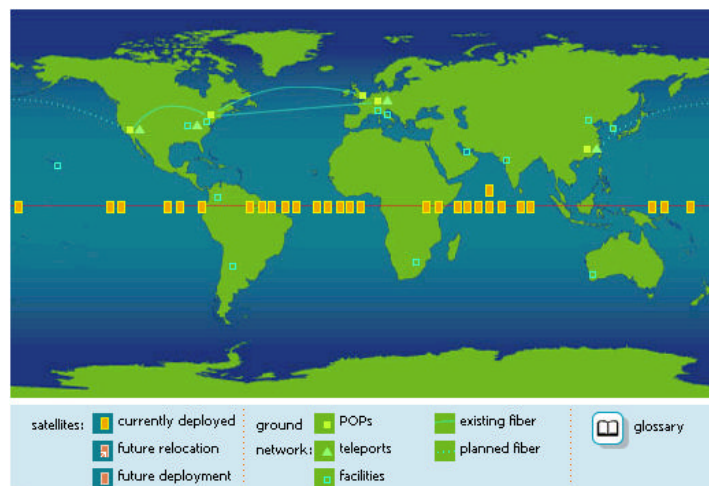 satellites: currently deployed ground POPs existing fiber glossary
future relocation network: teleports planned fiber
future deployment facilities